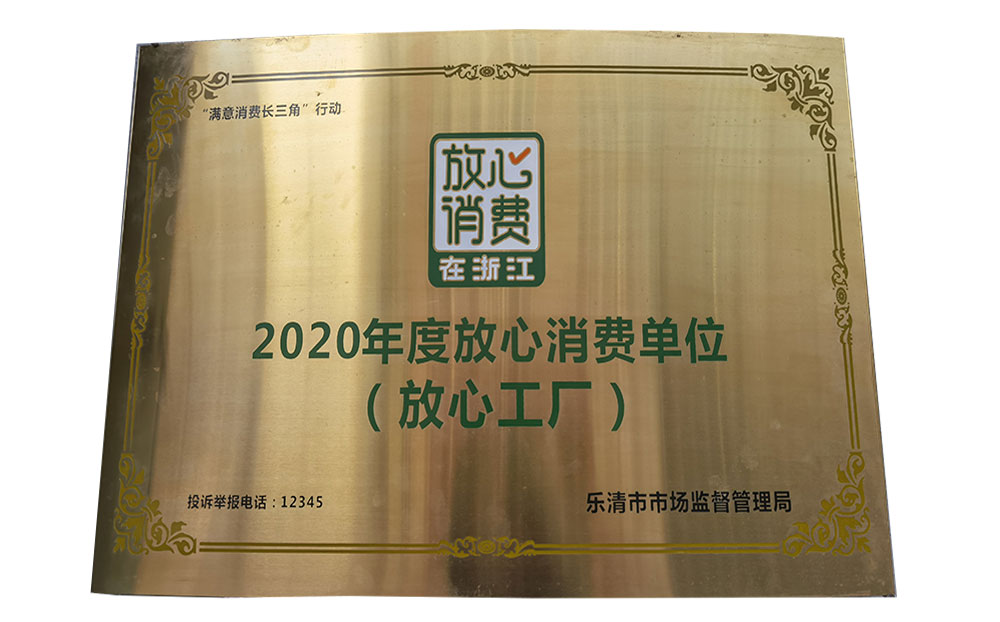 “满意消费长三角”行动
放心
消费
在浙江
2020年度放心消费单位
（放心工厂）
投诉举报电话：12345
乐清市市场监督管理局